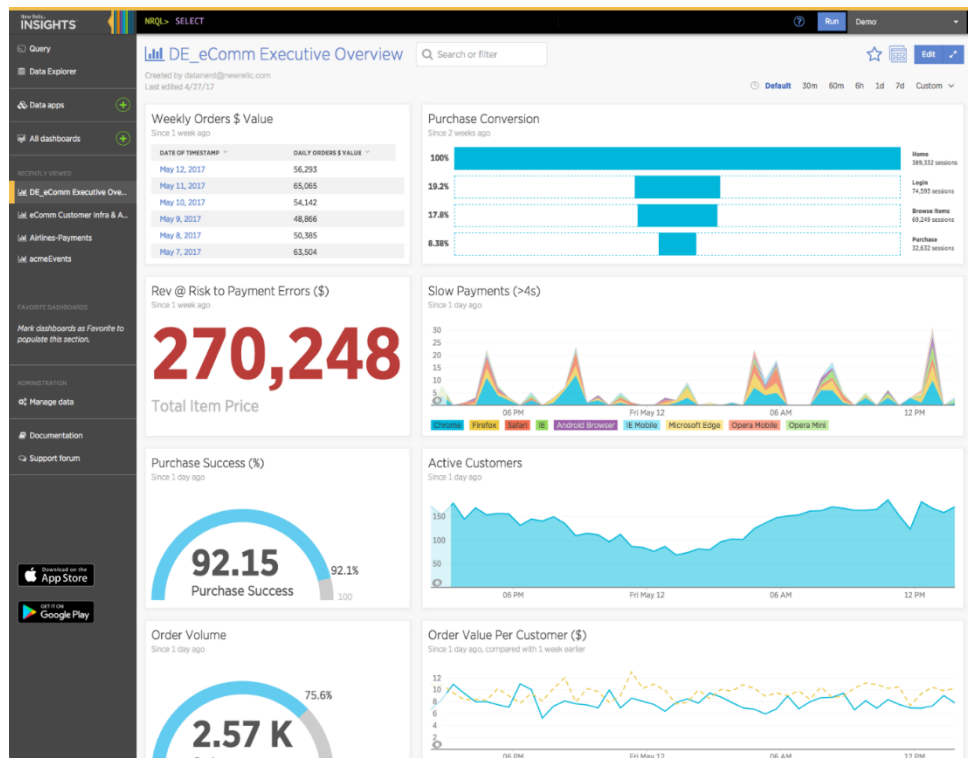 New Relic
INSIGHTS
NRQL> SELECT
?
Run
Demo
Query
Data Explorer
Data apps
All dashboards
RECENTLY VIEWED
DE_eComm Executive Ove...
eComm Customer Infra & A...
Airlines-Payments
acmeEvents
FAVORITE DASHBOARDS
Mark dashboards as Favorite to
populate this section.
ADMINISTRATION
Manage data
Documentation
Support forum
Download on the
App Store
GET IT ON
Google Play
DE_eComm Executive Overview
Search or filter
Edit
Created by datanerd@newrelic.com
Last edited 4/27/17
Default 30m 60m 6h 1d 7d Custom
Weekly Orders $ Value
Since 1 week ago
DATE OF TIMESTAMP DAILY ORDERS $ VALUE
May 12, 2017 56,293
May 11, 2017 65,065
May 10, 2017 54,142
May 9, 2017 48,866
May 8, 2017 50,385
May 7, 2017 63,504
Purchase Conversion
Since 2 weeks ago
100%
Home
389,332 sessions
19.2%
Login
74,593 sessions
17.8%
Browse Items
69,249 sessions
8.38%
Purchase
32,632 sessions
Rev @ Risk to Payment Errors ($)
Since 1 week ago
270,248
Total Item Price
Slow Payments (>4s)
Since 1 day ago
30
25
20
15
10
5
06 PM Fri May 12 06 AM 12 PM
Chrome Firefox Safari IE Android Browser IE Mobile Microsoft Edge Opera Mobile Opera Mini
Purchase Success (%)
Since 1 day ago
92.15
Purchase Success
92.1%
100
Active Customers
Since 1 day ago
150
100
50
06 PM Fri May 12 06 AM 12 PM
Order Volume
Since 1 day ago
75.6%
2.57 K
Order Value Per Customer ($)
Since 1 day ago, compared with 1 week earlier
12
10
8
6
4
2
06 PM Fri May 12 06 AM 12 PM